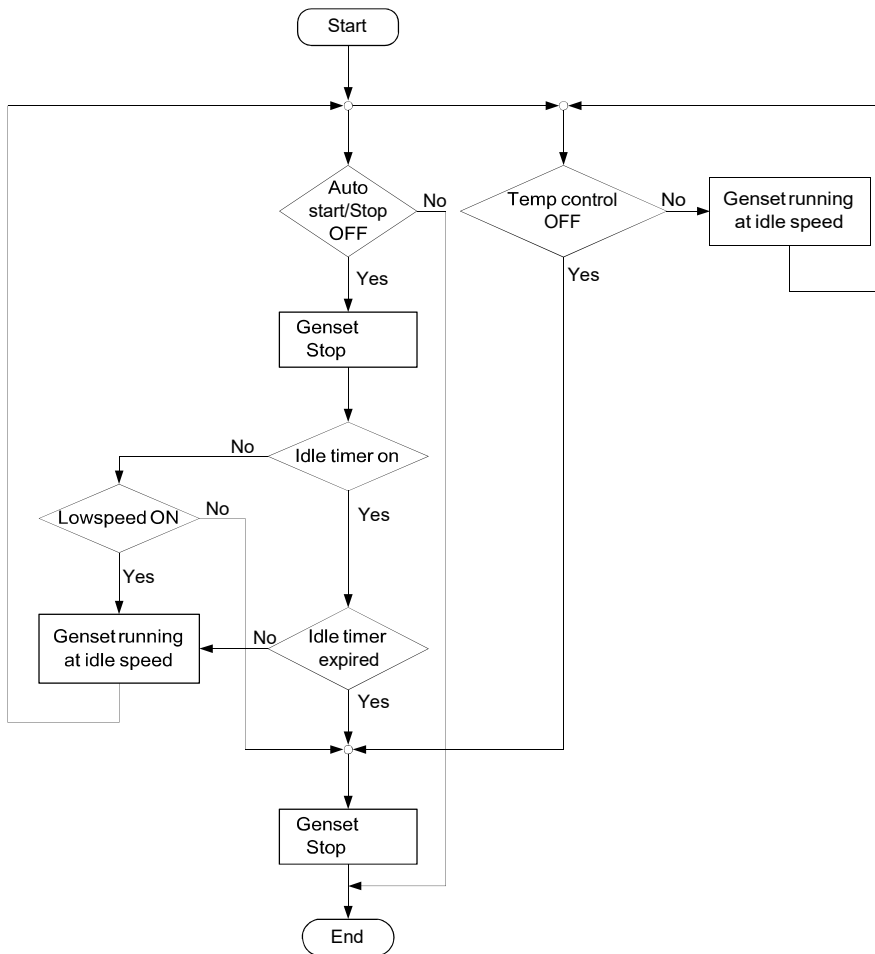 Start
Auto
start/Stop
OFF
No
Yes
Temp control
OFF
No
Yes
Genset running
at idle speed
Genset
Stop
Idle timer on
No
Yes
Lowspeed ON
No
Yes
Genset running
at idle speed
Idle timer
expired
No
Yes
Genset
Stop
End